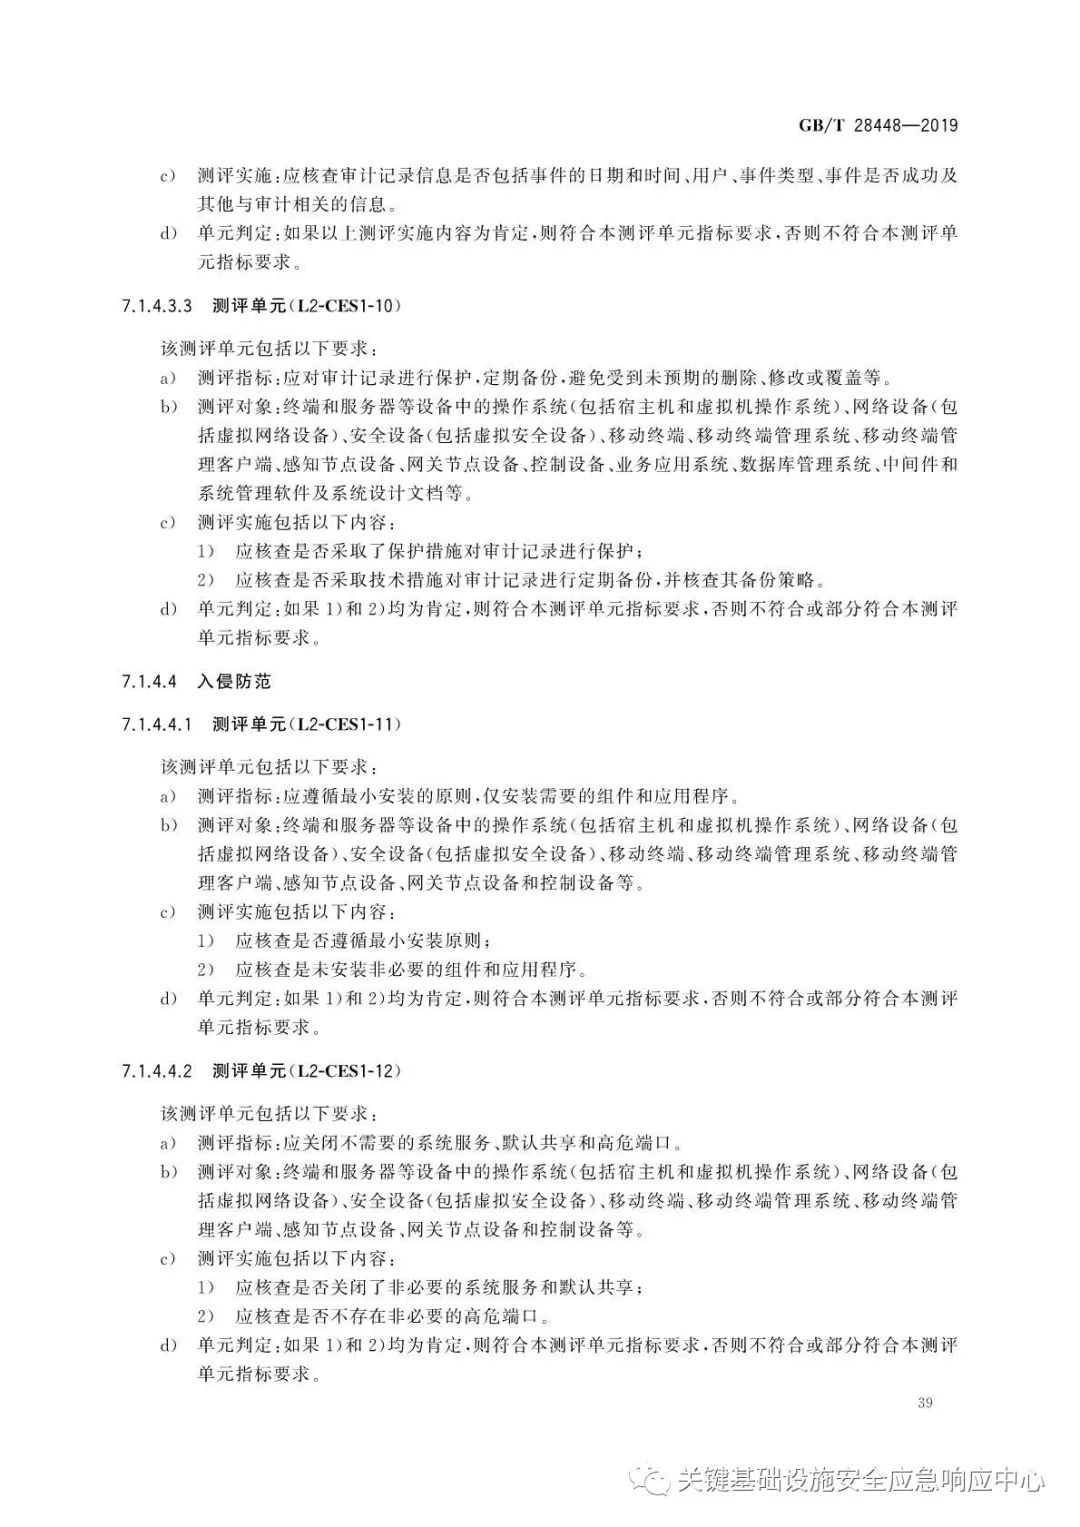 GB/T 28448—2019
c) 测评实施:应核查审计记录信息是否包括事件的日期和时间、用户、事件类型、事件是否成功及
其他与审计相关的信息。
d) 单元判定:如果以上测评实施内容为肯定,则符合本测评单元指标要求,否则不符合本测评单
元指标要求。
7.1.4.3.3 测评单元(L2-CES1-10)
该测评单元包括以下要求:
a) 测评指标:应对审计记录进行保护,定期备份,避免受到未预期的删除、修改或覆盖等。
b) 测评对象:终端和服务器等设备中的操作系统(包括宿主机和虚拟机操作系统)、网络设备(包
括虚拟网络设备)、安全设备(包括虚拟安全设备)、移动终端、移动终端管理系统、移动终端管
理客户端、感知节点设备、网关节点设备、控制设备、业务应用系统、数据库管理系统、中间件和
系统管理软件及系统设计文档等。
c) 测评实施包括以下内容:
1) 应核查是否采取了保护措施对审计记录进行保护;
2) 应核查是否采取技术措施对审计记录进行定期备份,并核查其备份策略。
d) 单元判定:如果 1)和 2)均为肯定,则符合本测评单元指标要求,否则不符合或部分符合本测评
单元指标要求。
7.1.4.4 入侵防范
7.1.4.4.1 测评单元(L2-CES1-11)
该测评单元包括以下要求:
a) 测评指标:应遵循最小安装的原则,仅安装需要的组件和应用程序。
b) 测评对象:终端和服务器等设备中的操作系统(包括宿主机和虚拟机操作系统)、网络设备(包
括虚拟网络设备)、安全设备(包括虚拟安全设备)、移动终端、移动终端管理系统、移动终端管
理客户端、感知节点设备、网关节点设备和控制设备等。
c) 测评实施包括以下内容:
1) 应核查是否遵循最小安装原则;
2) 应核查是未安装非必要的组件和应用程序。
d) 单元判定:如果 1)和 2)均为肯定,则符合本测评单元指标要求,否则不符合或部分符合本测评
单元指标要求。
7.1.4.4.2 测评单元(L2-CES1-12)
该测评单元包括以下要求:
a) 测评指标:应关闭不需要的系统服务、默认共享和高危端口。
b) 测评对象:终端和服务器等设备中的操作系统(包括宿主机和虚拟机操作系统)、网络设备(包
括虚拟网络设备)、安全设备(包括虚拟安全设备)、移动终端、移动终端管理系统、移动终端管
理客户端、感知节点设备、网关节点设备和控制设备等。
c) 测评实施包括以下内容:
1) 应核查是否关闭了非必要的系统服务和默认共享;
2) 应核查是否不存在非必要的高危端口。
d) 单元判定:如果 1)和 2)均为肯定,则符合本测评单元指标要求,否则不符合或部分符合本测评
单元指标要求。
39
关键基础设施安全应急响应中心